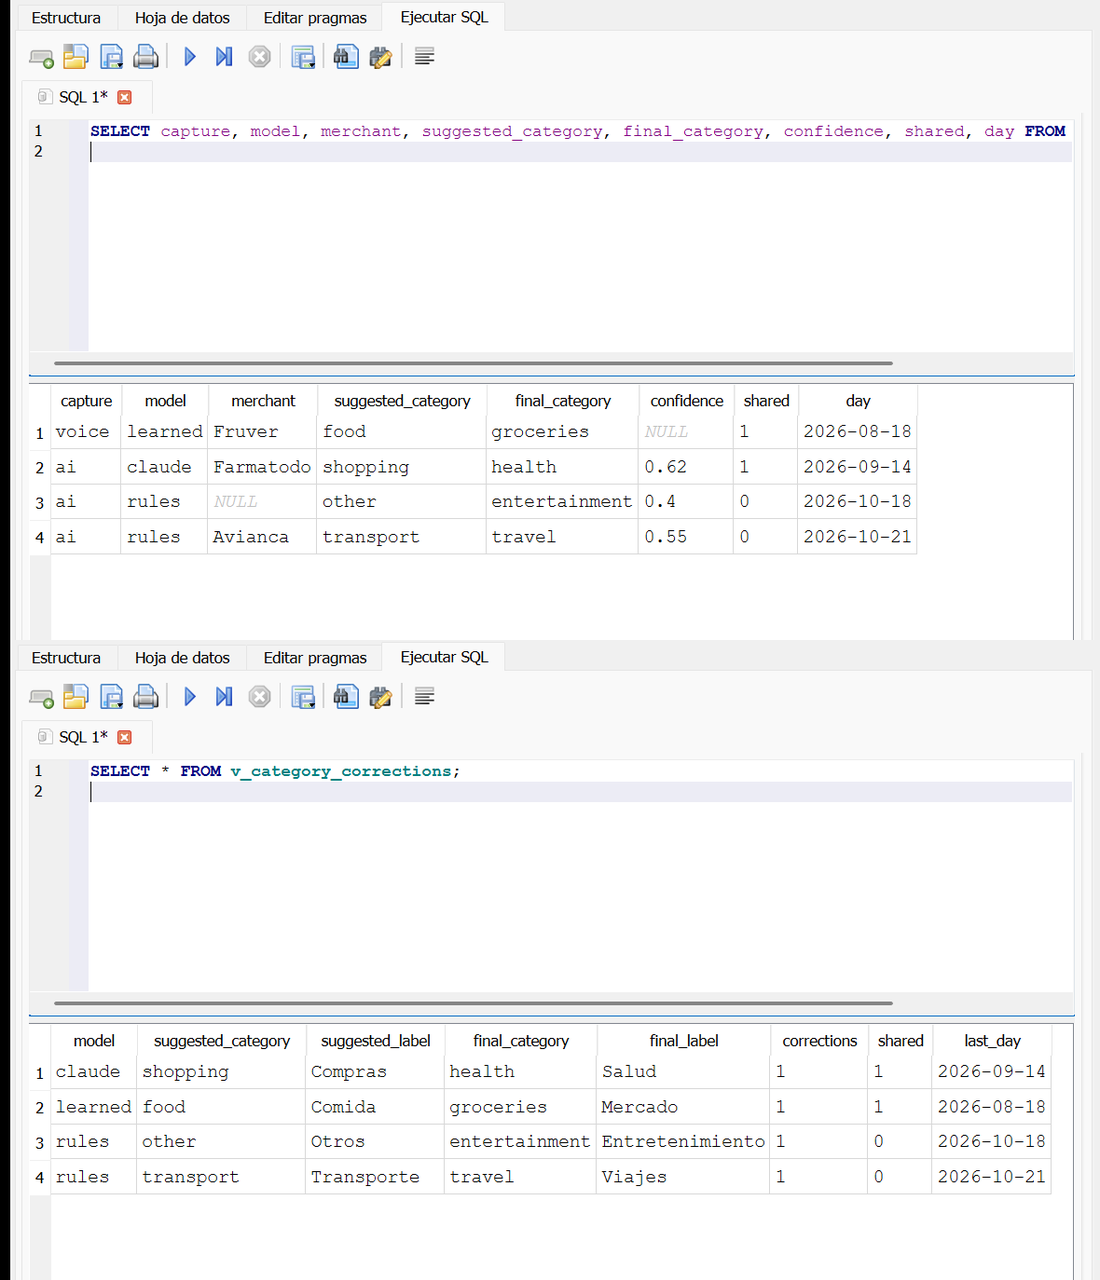 Estructura Hoja de datos Editar pragmas Ejecutar SQL
SQL 1*
1 SELECT capture, model, merchant, suggested_category, final_category, confidence, shared, day FROM
2
capture model merchant suggested_category final_category confidence shared day
1 voice learned Fruver food groceries NULL 1 2026-08-18
2 ai claude Farmatodo shopping health 0.62 1 2026-09-14
3 ai rules NULL other entertainment 0.4 0 2026-10-18
4 ai rules Avianca transport travel 0.55 0 2026-10-21
Estructura Hoja de datos Editar pragmas Ejecutar SQL
SQL 1*
1 SELECT * FROM v_category_corrections;
2
model suggested_category suggested_label final_category final_label corrections shared last_day
1 claude shopping Compras health Salud 1 1 2026-09-14
2 learned food Comida groceries Mercado 1 1 2026-08-18
3 rules other Otros entertainment Entretenimiento 1 0 2026-10-18
4 rules transport Transporte travel Viajes 1 0 2026-10-21